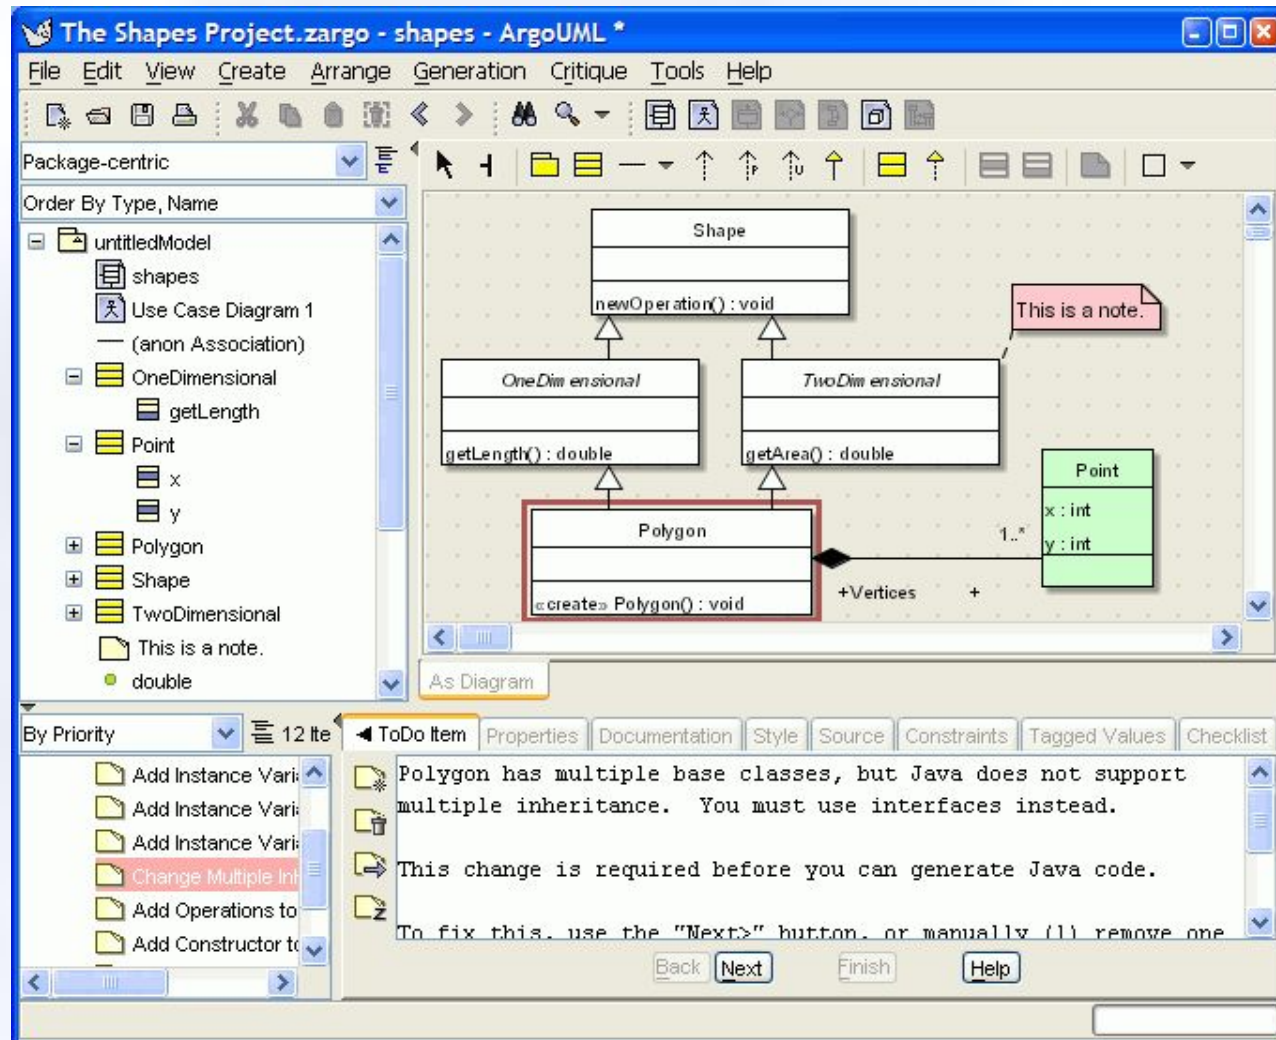 The Shapes Project.zargo - shapes - ArgoUML *
File Edit View Create Arrange Generation Critique Tools Help
Package-centric
Order By Type, Name
untitledModel
shapes
Use Case Diagram 1
(anon Association)
OneDimensional
getLength
Point
x
y
Polygon
Shape
TwoDimensional
This is a note.
double
Shape
newOperation() : void
This is a note.
OneDimensional
getLength() : double
TwoDimensional
getArea() : double
Point
x : int
y : int
Polygon
«create» Polygon() : void
1..*
+Vertices +
As Diagram
By Priority 12 Ite
Add Instance Vari
Add Instance Vari
Add Instance Vari
Change Multiple Inh
Add Operations to
Add Constructor to
ToDo Item Properties Documentation Style Source Constraints Tagged Values Checklist
Polygon has multiple base classes, but Java does not support
multiple inheritance. You must use interfaces instead.
This change is required before you can generate Java code.
To fix this, use the "Next>" button, or manually (1) remove one
Back Next Finish Help